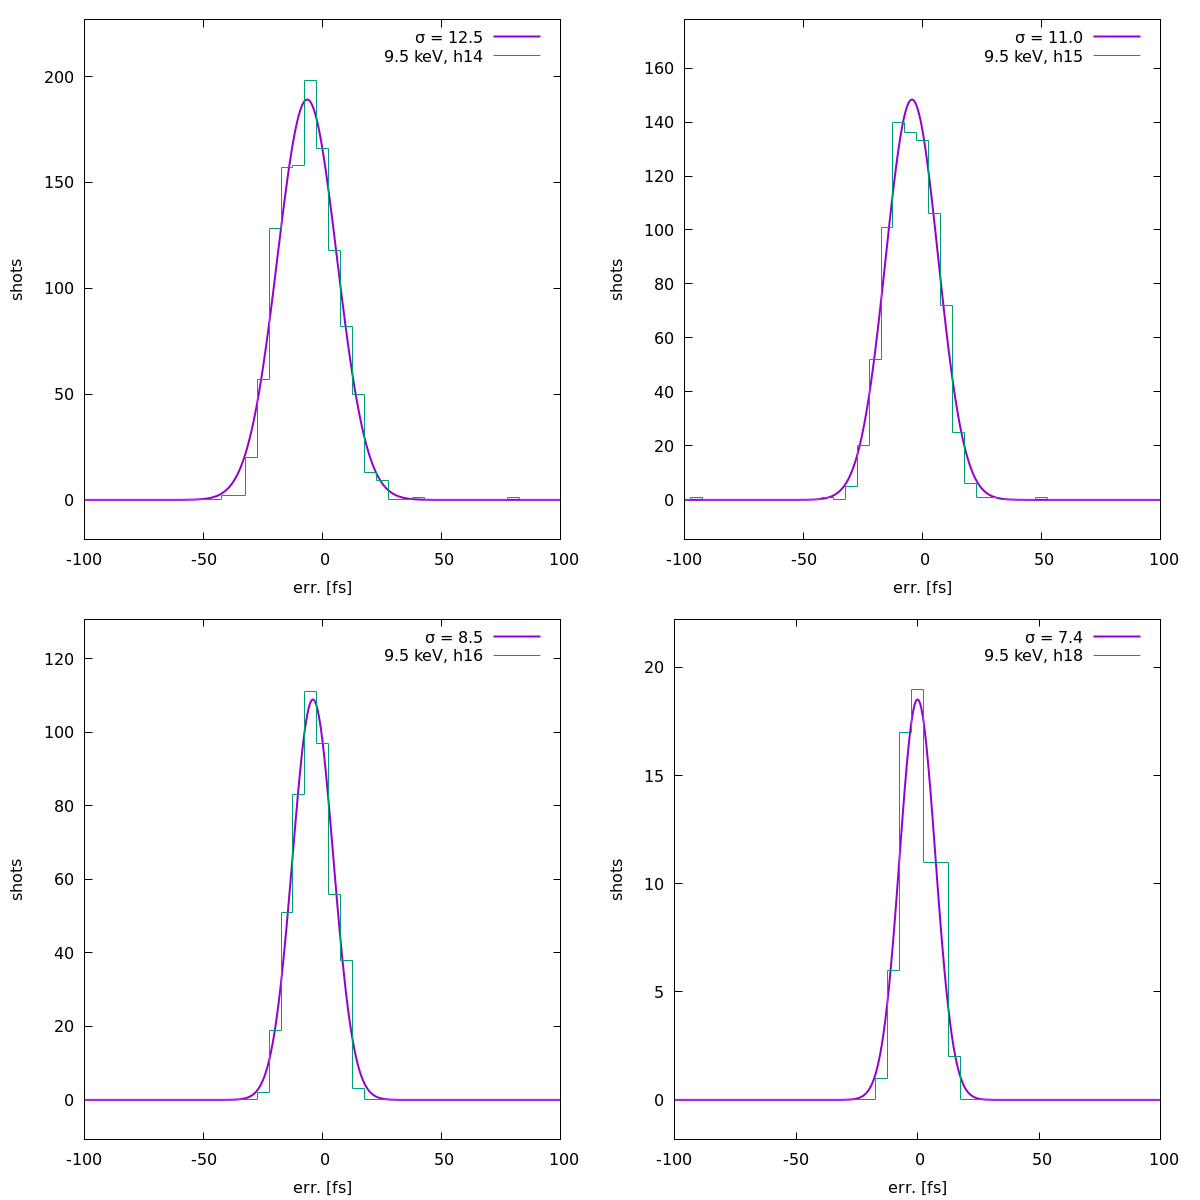 σ = 12.5
9.5 keV, h14
200
150
100
50
0
-100 -50 0 50 100
shots
err. [fs]
σ = 11.0
9.5 keV, h15
160
140
120
100
80
60
40
20
0
-100 -50 0 50 100
shots
err. [fs]
σ = 8.5
9.5 keV, h16
120
100
80
60
40
20
0
-100 -50 0 50 100
shots
err. [fs]
σ = 7.4
9.5 keV, h18
20
15
10
5
0
-100 -50 0 50 100
shots
err. [fs]